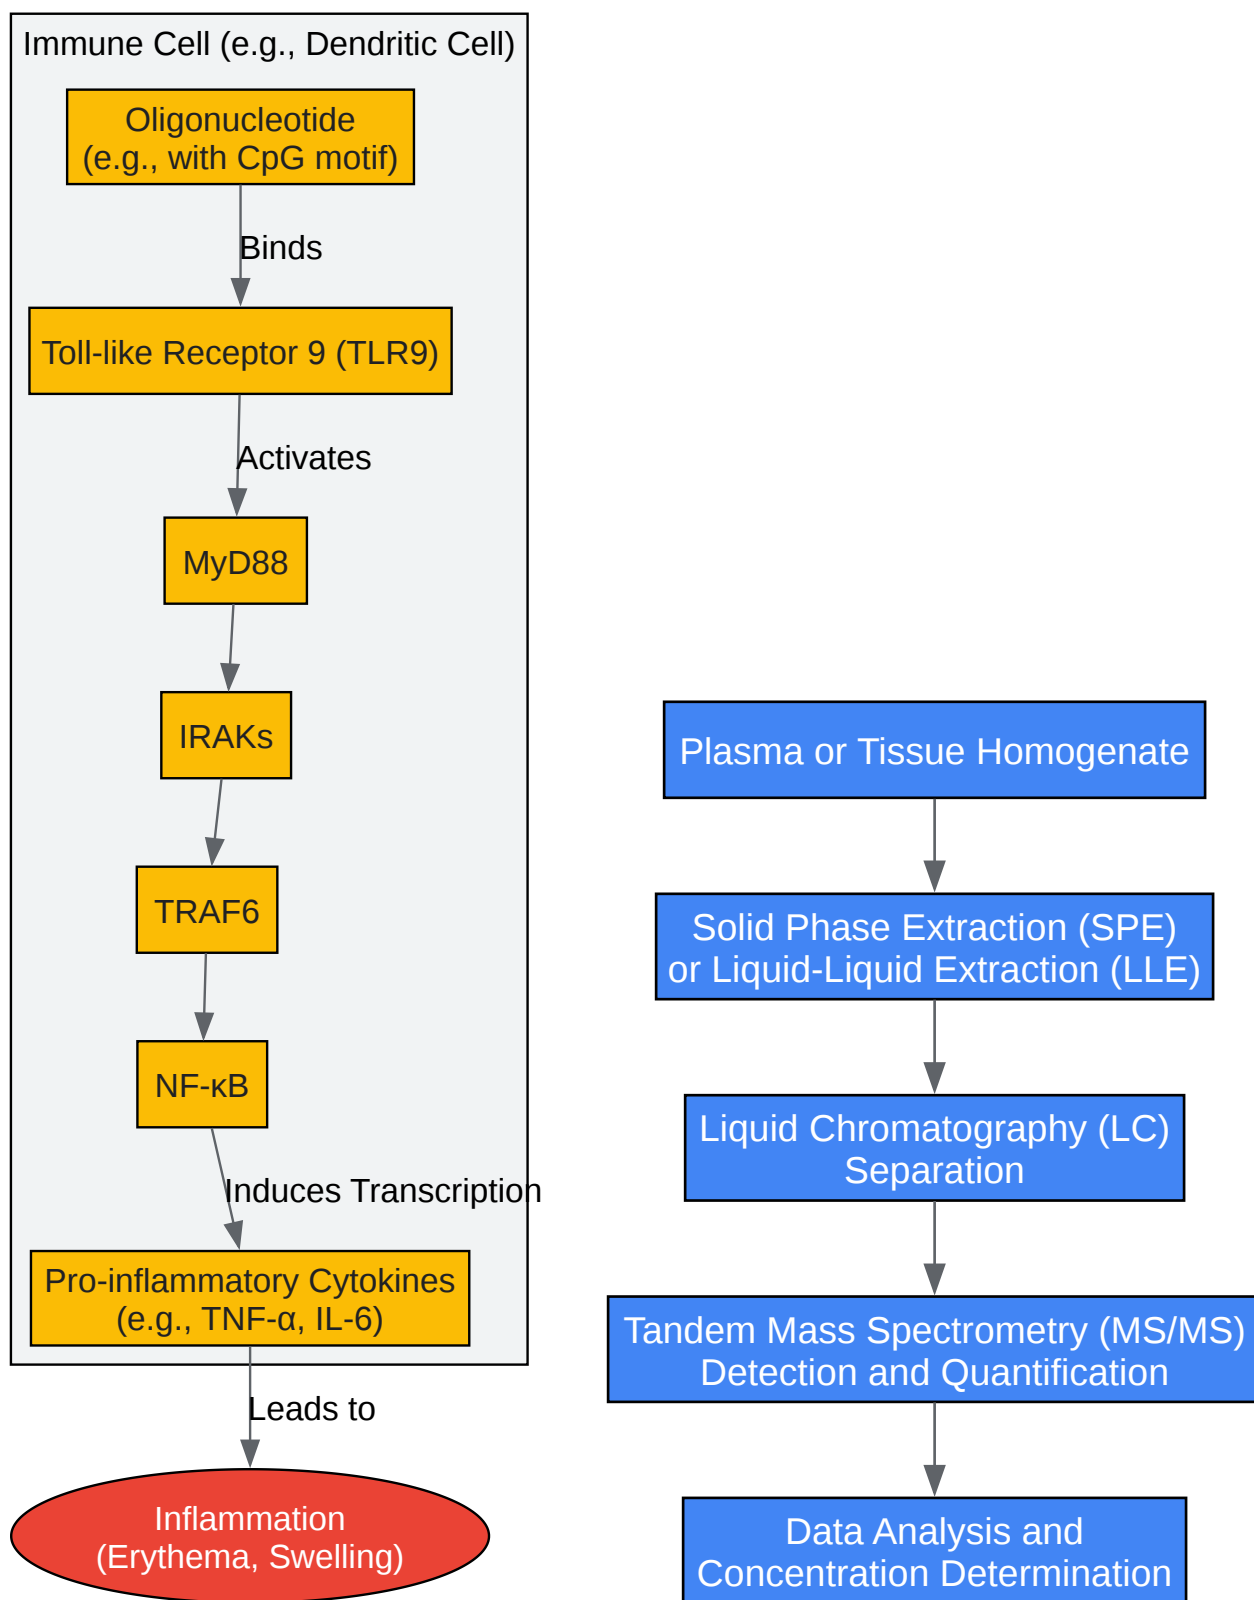 Immune Cell (e.g., Dendritic Cell)
Oligonucleotide
(e.g., with CpG motif)
Binds
Toll-like Receptor 9 (TLR9)
Activates
MyD88
IRAKs
TRAF6
NF-κB
Induces Transcription
Pro-inflammatory Cytokines
(e.g., TNF-α, IL-6)
Leads to
Inflammation
(Erythema, Swelling)
Plasma or Tissue Homogenate
Solid Phase Extraction (SPE)
or Liquid-Liquid Extraction (LLE)
Liquid Chromatography (LC)
Separation
Tandem Mass Spectrometry (MS/MS)
Detection and Quantification
Data Analysis and
Concentration Determination